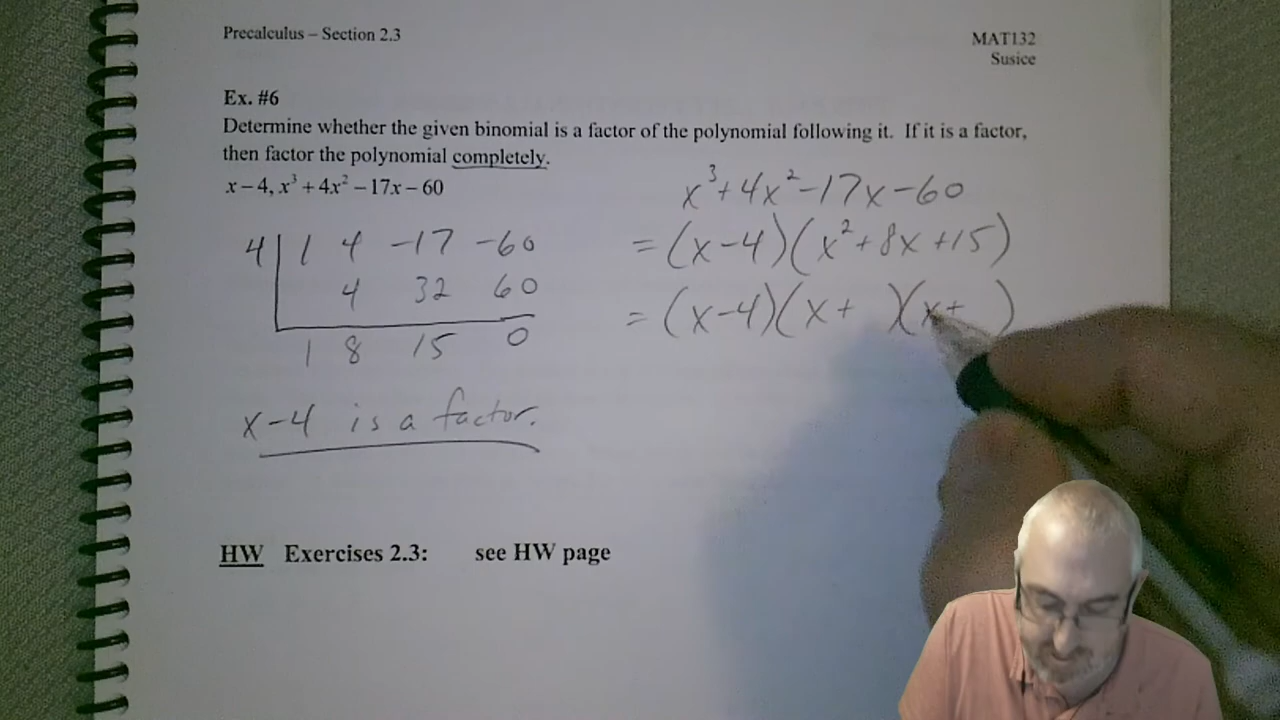 Precalculus – Section 2.3
MAT132
Susice
Ex. #6
Determine whether the given binomial is a factor of the polynomial following it. If it is a factor,
then factor the polynomial completely.
x – 4, x³ + 4x² – 17x – 60
4 | 1 4 -17 -60
4 32 60
1 8 15 0
x-4 is a factor.
x³+4x²-17x-60
= (x-4)(x²+8x+15)
= (x-4)(x+ )(x+ )
HW Exercises 2.3: see HW page